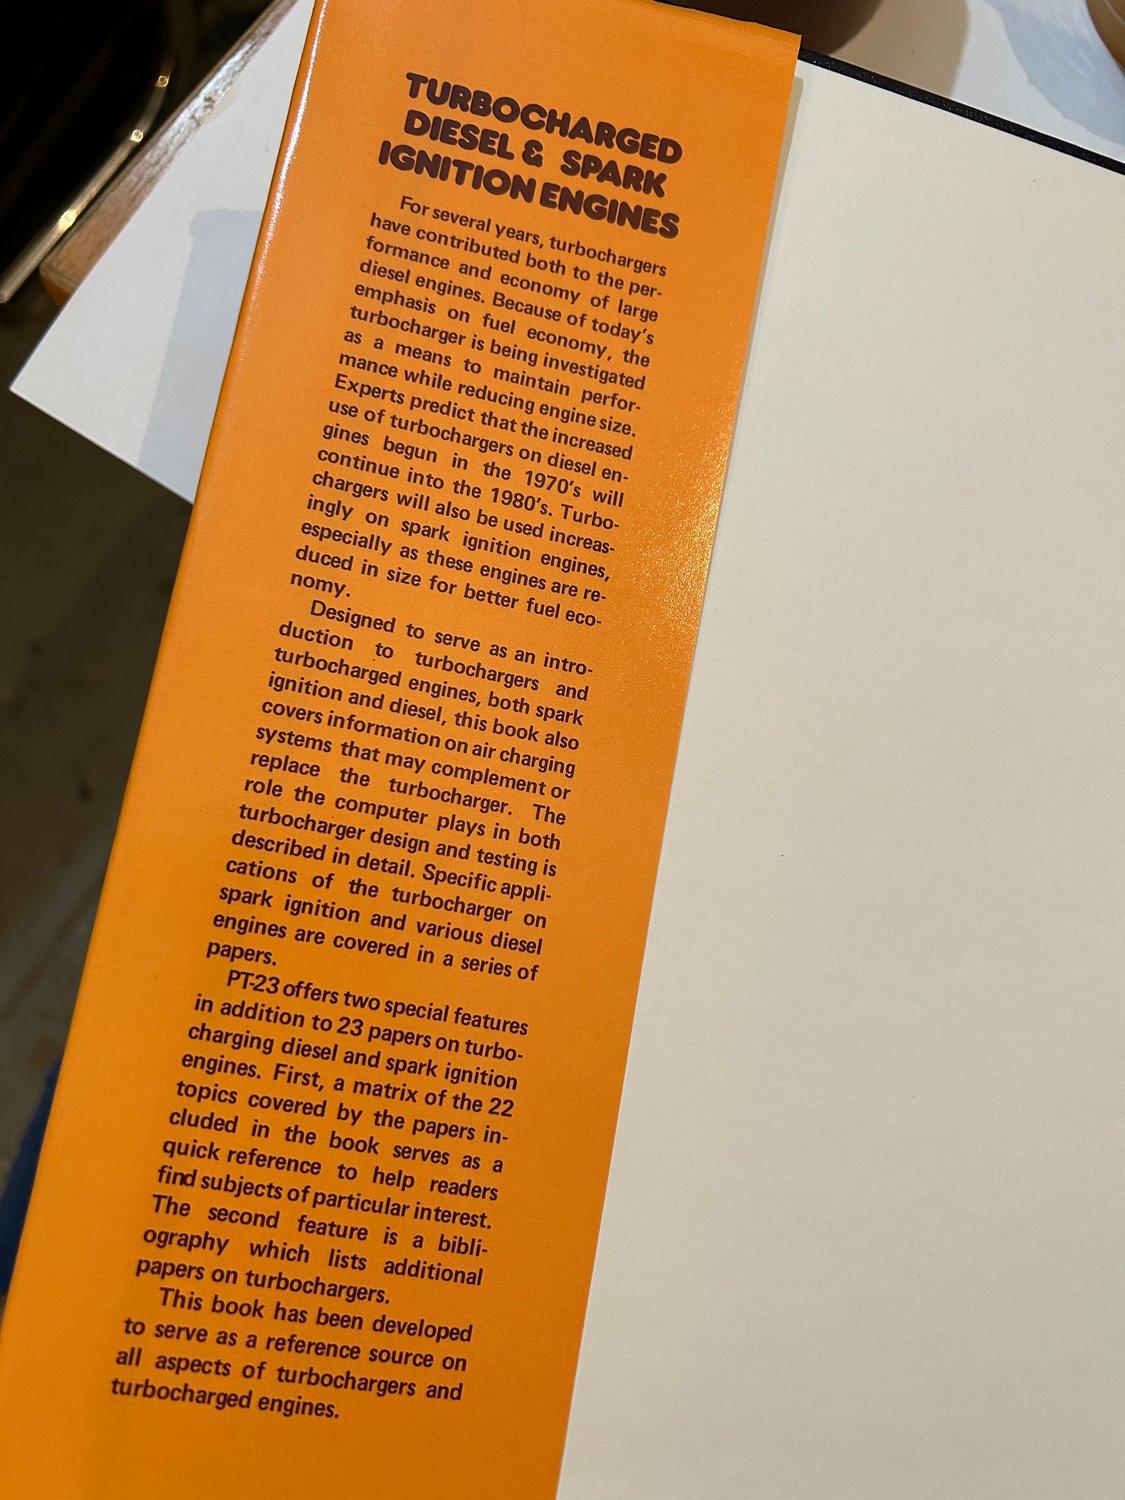 TURBOCHARGED
DIESEL & SPARK
IGNITION ENGINES
For several years, turbochargers
have contributed both to the per-
formance and economy of large
diesel engines. Because of today's
emphasis on fuel economy, the
turbocharger is being investigated
as a means to maintain perfor-
mance while reducing engine size.
Experts predict that the increased
use of turbochargers on diesel en-
gines begun in the 1970's will
continue into the 1980's. Turbo-
chargers will also be used increas-
ingly on spark ignition engines,
especially as these engines are re-
duced in size for better fuel eco-
nomy.
Designed to serve as an intro-
duction to turbochargers and
turbocharged engines, both spark
ignition and diesel, this book also
covers information on air charging
systems that may complement or
replace the turbocharger. The
role the computer plays in both
turbocharger design and testing is
described in detail. Specific appli-
cations of the turbocharger on
spark ignition and various diesel
engines are covered in a series of
papers.
PT-23 offers two special features
in addition to 23 papers on turbo-
charging diesel and spark ignition
engines. First, a matrix of the 22
topics covered by the papers in-
cluded in the book serves as a
quick reference to help readers
find subjects of particular interest.
The second feature is a bibli-
ography which lists additional
papers on turbochargers.
This book has been developed
to serve as a reference source on
all aspects of turbochargers and
turbocharged engines.